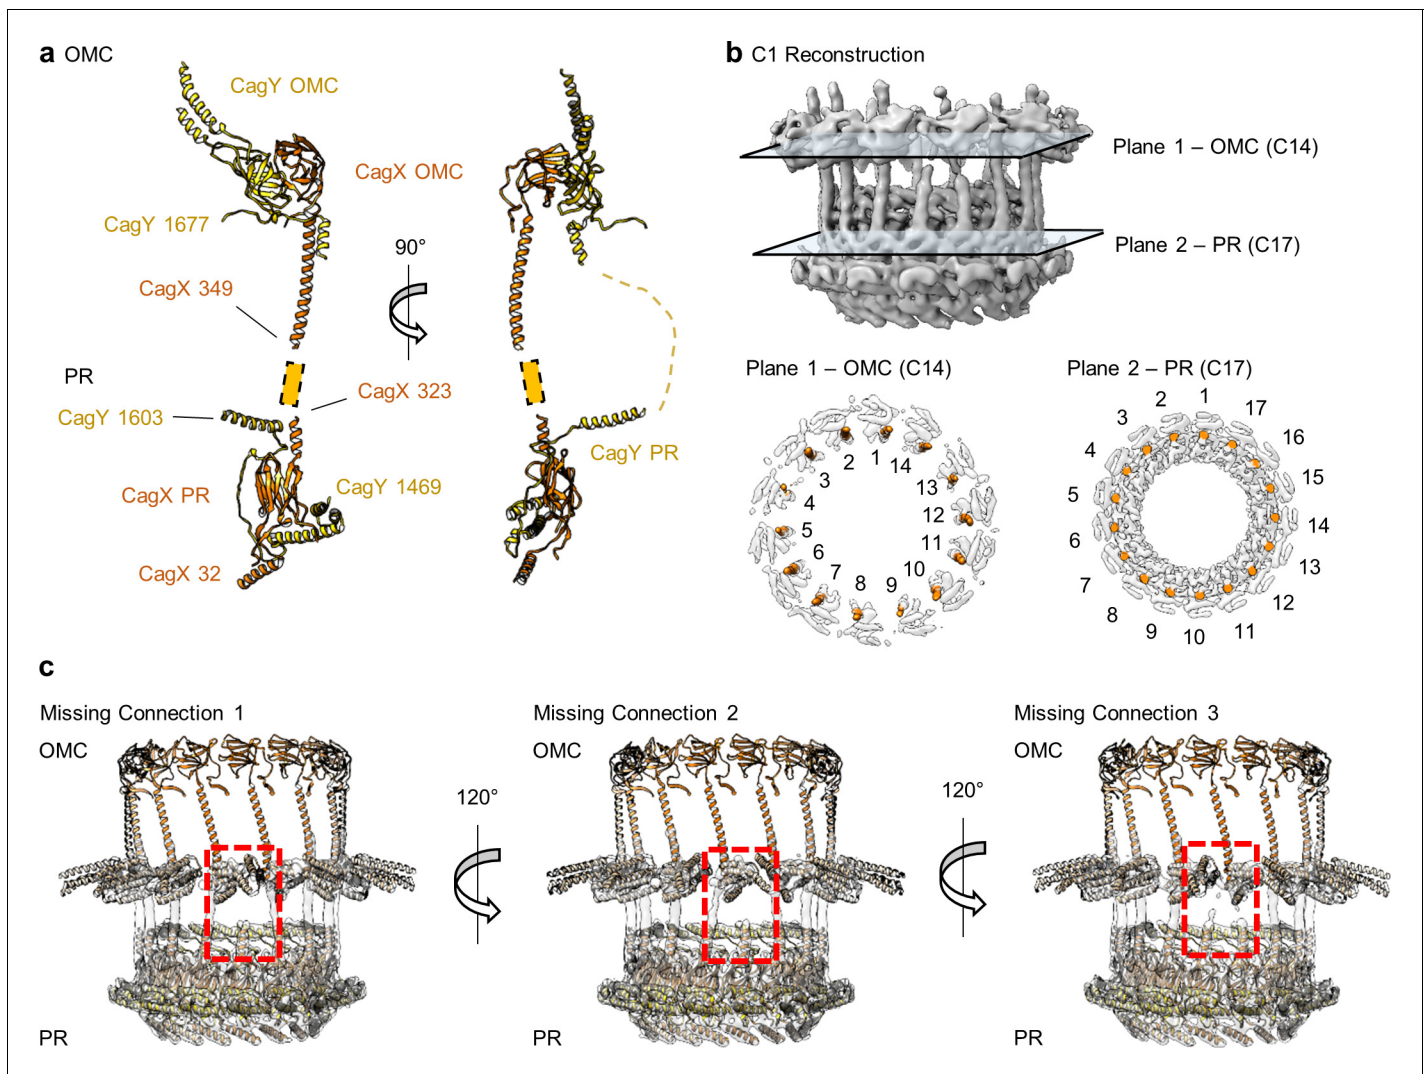 a OMC
CagY OMC
CagX OMC
CagY 1677
CagX 349
90°
PR
CagX 323
CagY 1603
CagY PR
CagY 1469
CagX PR
CagX 32
b C1 Reconstruction
Plane 1 – OMC (C14)
Plane 2 – PR (C17)
Plane 1 – OMC (C14)
1
2
3
4
5
6
7
8
9
10
11
12
13
14
Plane 2 – PR (C17)
1
2
3
4
5
6
7
8
9
10
11
12
13
14
15
16
17
c
Missing Connection 1
OMC
PR
120°
Missing Connection 2
OMC
PR
120°
Missing Connection 3
OMC
PR